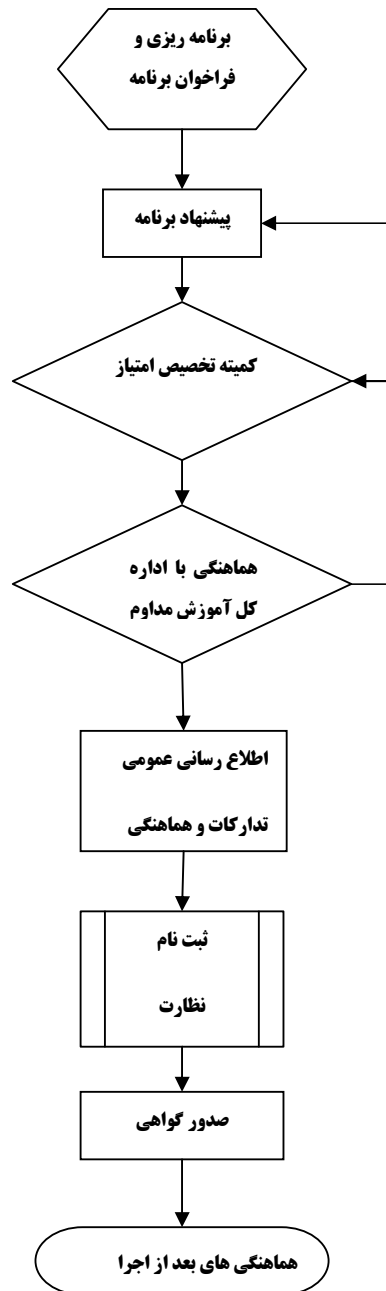 برنامه ریزی و
فراخوان برنامه
پیشنهاد برنامه
کمیته تخصیص امتیاز
هماهنگی با اداره
کل آموزش مداوم
اطلاع رسانی عمومی
تدارکات و هماهنگی
ثبت نام
نظارت
صدور گواهی
هماهنگی های بعد از اجرا